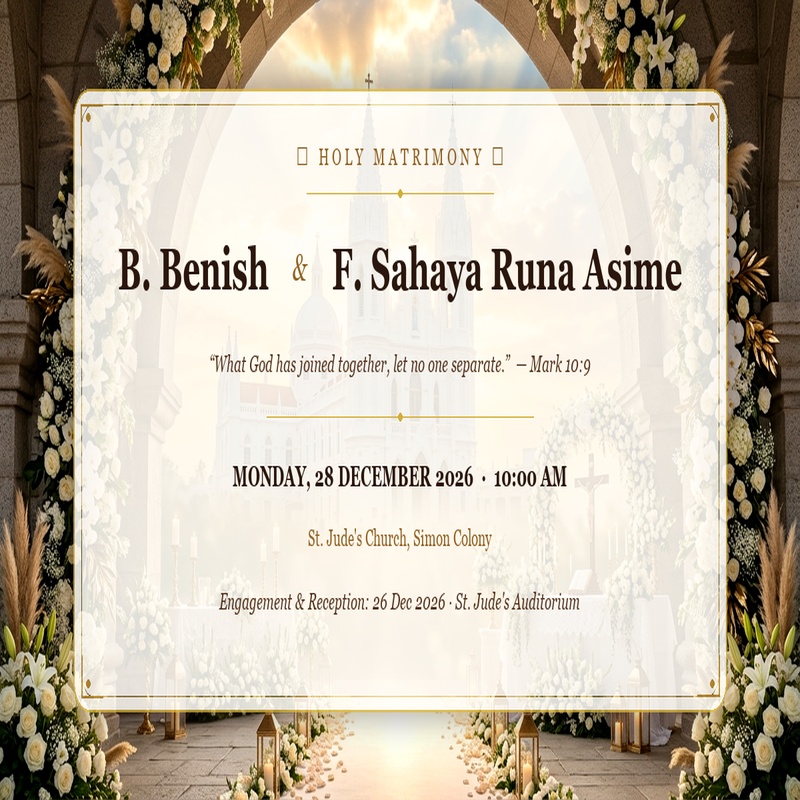 HOLY MATRIMONY
B. Benish & F. Sahaya Runa Asime
“What God has joined together, let no one separate.” – Mark 10:9
MONDAY, 28 DECEMBER 2026 · 10:00 AM
St. Jude's Church, Simon Colony
Engagement & Reception: 26 Dec 2026 · St. Jude's Auditorium